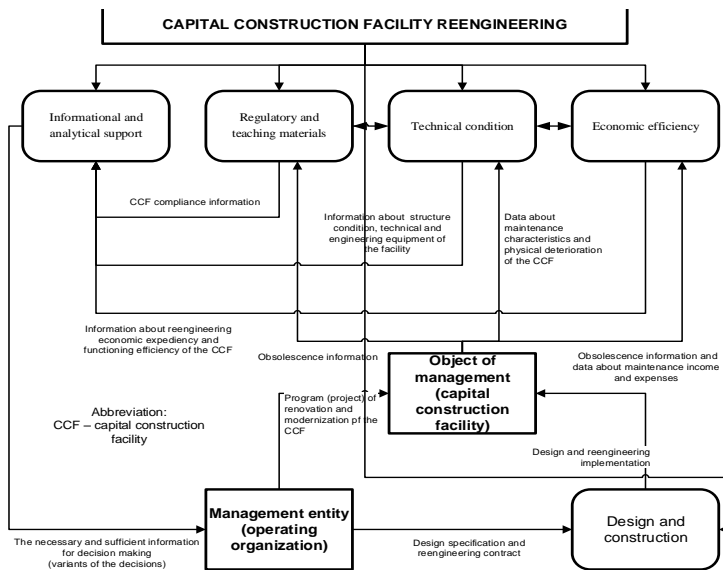 CAPITAL CONSTRUCTION FACILITY REENGINEERING
Informational and
analytical support
Regulatory and
teaching materials
Technical condition
Economic efficiency
CCF compliance information
Information about structure
condition, technical and
engineering equipment of
the facility
Data about
maintenance
characteristics and
physical deterioration
of the CCF
Information about reengineering
economic expediency and
functioning efficiency of the CCF
Obsolescence information
Object of
management
(capital
construction
facility)
Obsolescence information and
data about maintenance income
and expenses
Abbreviation:
CCF – capital construction
facility
Program (project) of
renovation and
modernization pf the
CCF
Design and reengineering
implementation
Management entity
(operating
organization)
Design and
construction
The necessary and sufficient information
for decision making
(variants of the decisions)
Design specification and
reengineering contract